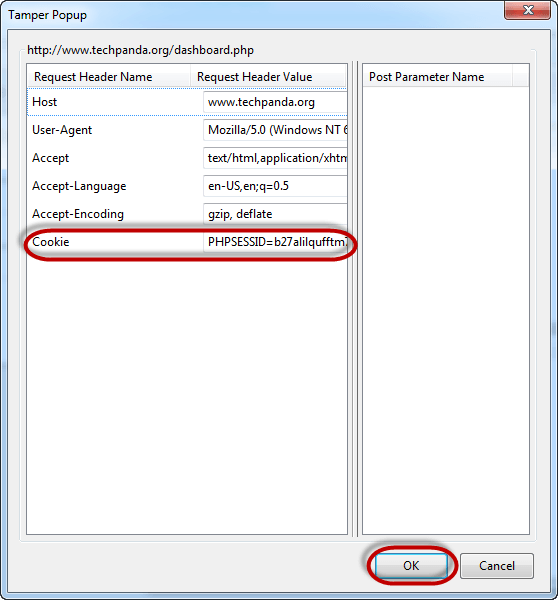 Tamper Popup
http://www.techpanda.org/dashboard.php
Request Header Name Request Header Value Post Parameter Name
Host www.techpanda.org
User-Agent Mozilla/5.0 (Windows NT 6
Accept text/html,application/xhtm
Accept-Language en-US,en;q=0.5
Accept-Encoding gzip, deflate
Cookie PHPSESSID=b27alilqufftm7
OK Cancel